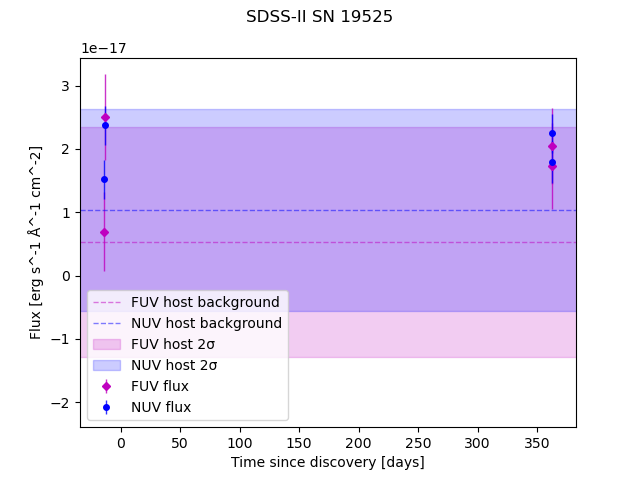 SDSS-II SN 19525
1e−17
3
2
1
0
−1
−2
Flux [erg s^-1 Å^-1 cm^-2]
FUV host background
NUV host background
FUV host 2σ
NUV host 2σ
FUV flux
NUV flux
0 50 100 150 200 250 300 350
Time since discovery [days]